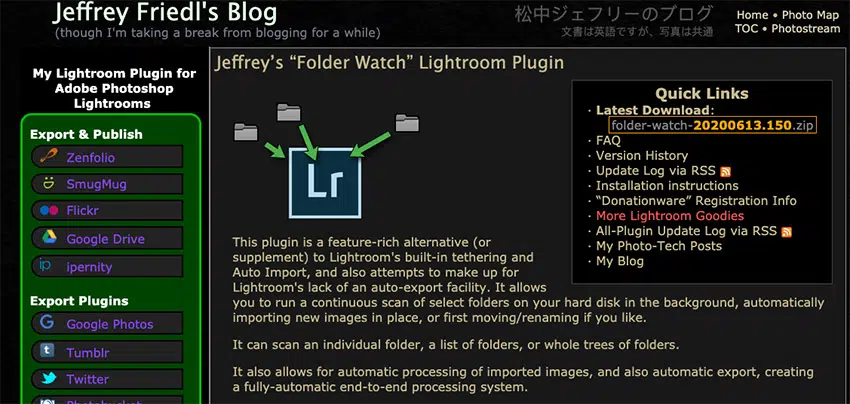 Jeffrey Friedl's Blog
(though I'm taking a break from blogging for a while)
松中ジェフリーのブログ
文書は英語ですが、写真は共通
Home • Photo Map
TOC • Photostream
My Lightroom Plugin for
Adobe Photoshop
Lightrooms
Export & Publish
Zenfolio
SmugMug
Flickr
Google Drive
ipernity
Export Plugins
Google Photos
Tumblr
Twitter
Photobucket
Jeffrey's “Folder Watch” Lightroom Plugin
Lr
Quick Links
· Latest Download:
folder-watch-20200613.150.zip
· FAQ
· Version History
· Update Log via RSS
· Installation instructions
· “Donationware” Registration Info
· More Lightroom Goodies
· All-Plugin Update Log via RSS
· My Photo-Tech Posts
· My Blog
This plugin is a feature-rich alternative (or
supplement) to Lightroom's built-in tethering and
Auto Import, and also attempts to make up for
Lightroom's lack of an auto-export facility. It allows
you to run a continuous scan of select folders on your hard disk in the background, automatically
importing new images in place, or first moving/renaming if you like.
It can scan an individual folder, a list of folders, or whole trees of folders.
It also allows for automatic processing of imported images, and also automatic export, creating
a fully-automatic end-to-end processing system.